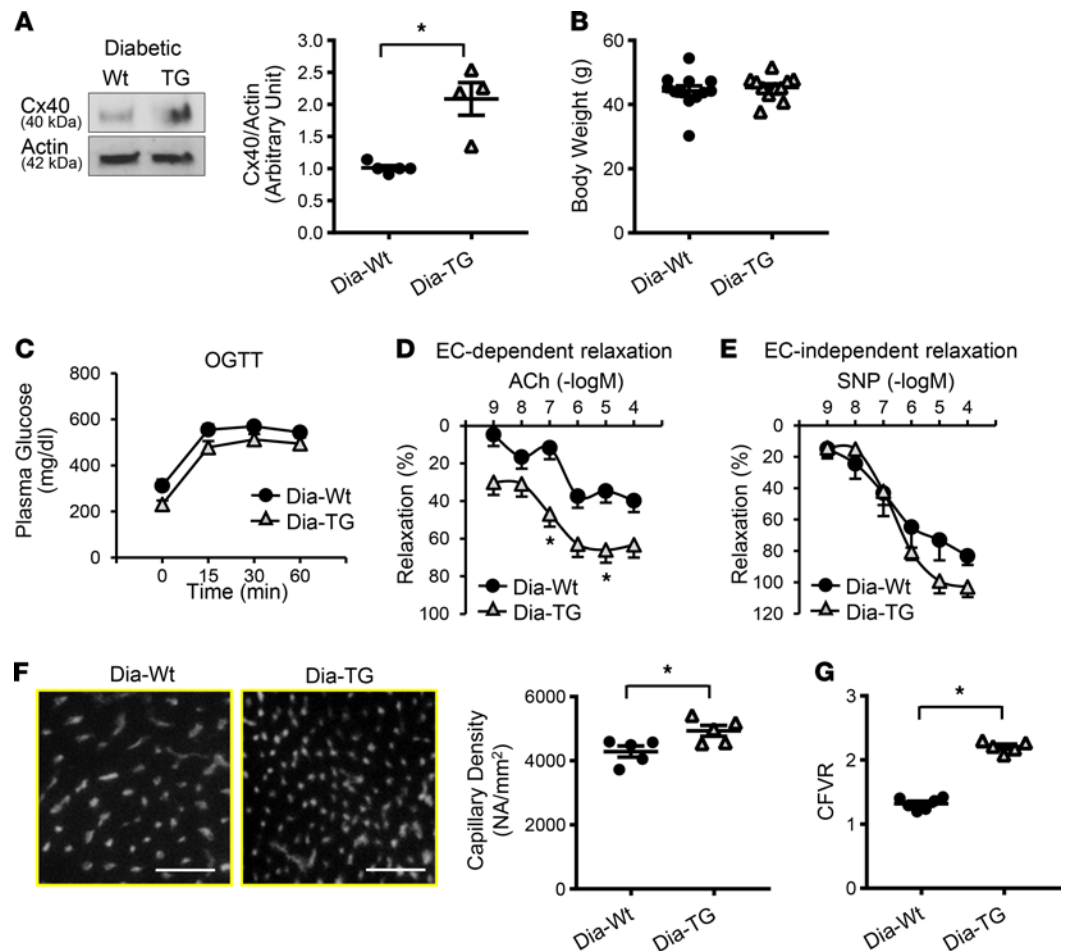 A
Diabetic
Wt TG
Cx40
(40 kDa)
Actin
(42 kDa)
Cx40/Actin
(Arbitrary Unit)
3.0
2.5
2.0
1.5
1.0
0.5
0.0
*
Dia-Wt
Dia-TG
B
Body Weight (g)
60
40
20
0
Dia-Wt
Dia-TG
C
OGTT
Plasma Glucose
(mg/dl)
800
600
400
200
0
Dia-Wt
Dia-TG
0 15 30 60
Time (min)
D
EC-dependent relaxation
ACh (-logM)
9 8 7 6 5 4
Relaxation (%)
0
20
40
60
80
100
*
*
Dia-Wt
Dia-TG
E
EC-independent relaxation
SNP (-logM)
9 8 7 6 5 4
Relaxation (%)
0
20
40
60
80
100
120
Dia-Wt
Dia-TG
F
Dia-Wt
Dia-TG
Capillary Density
(NA/mm²)
6000
4000
2000
0
*
Dia-Wt
Dia-TG
G
CFVR
3
2
1
0
*
Dia-Wt
Dia-TG